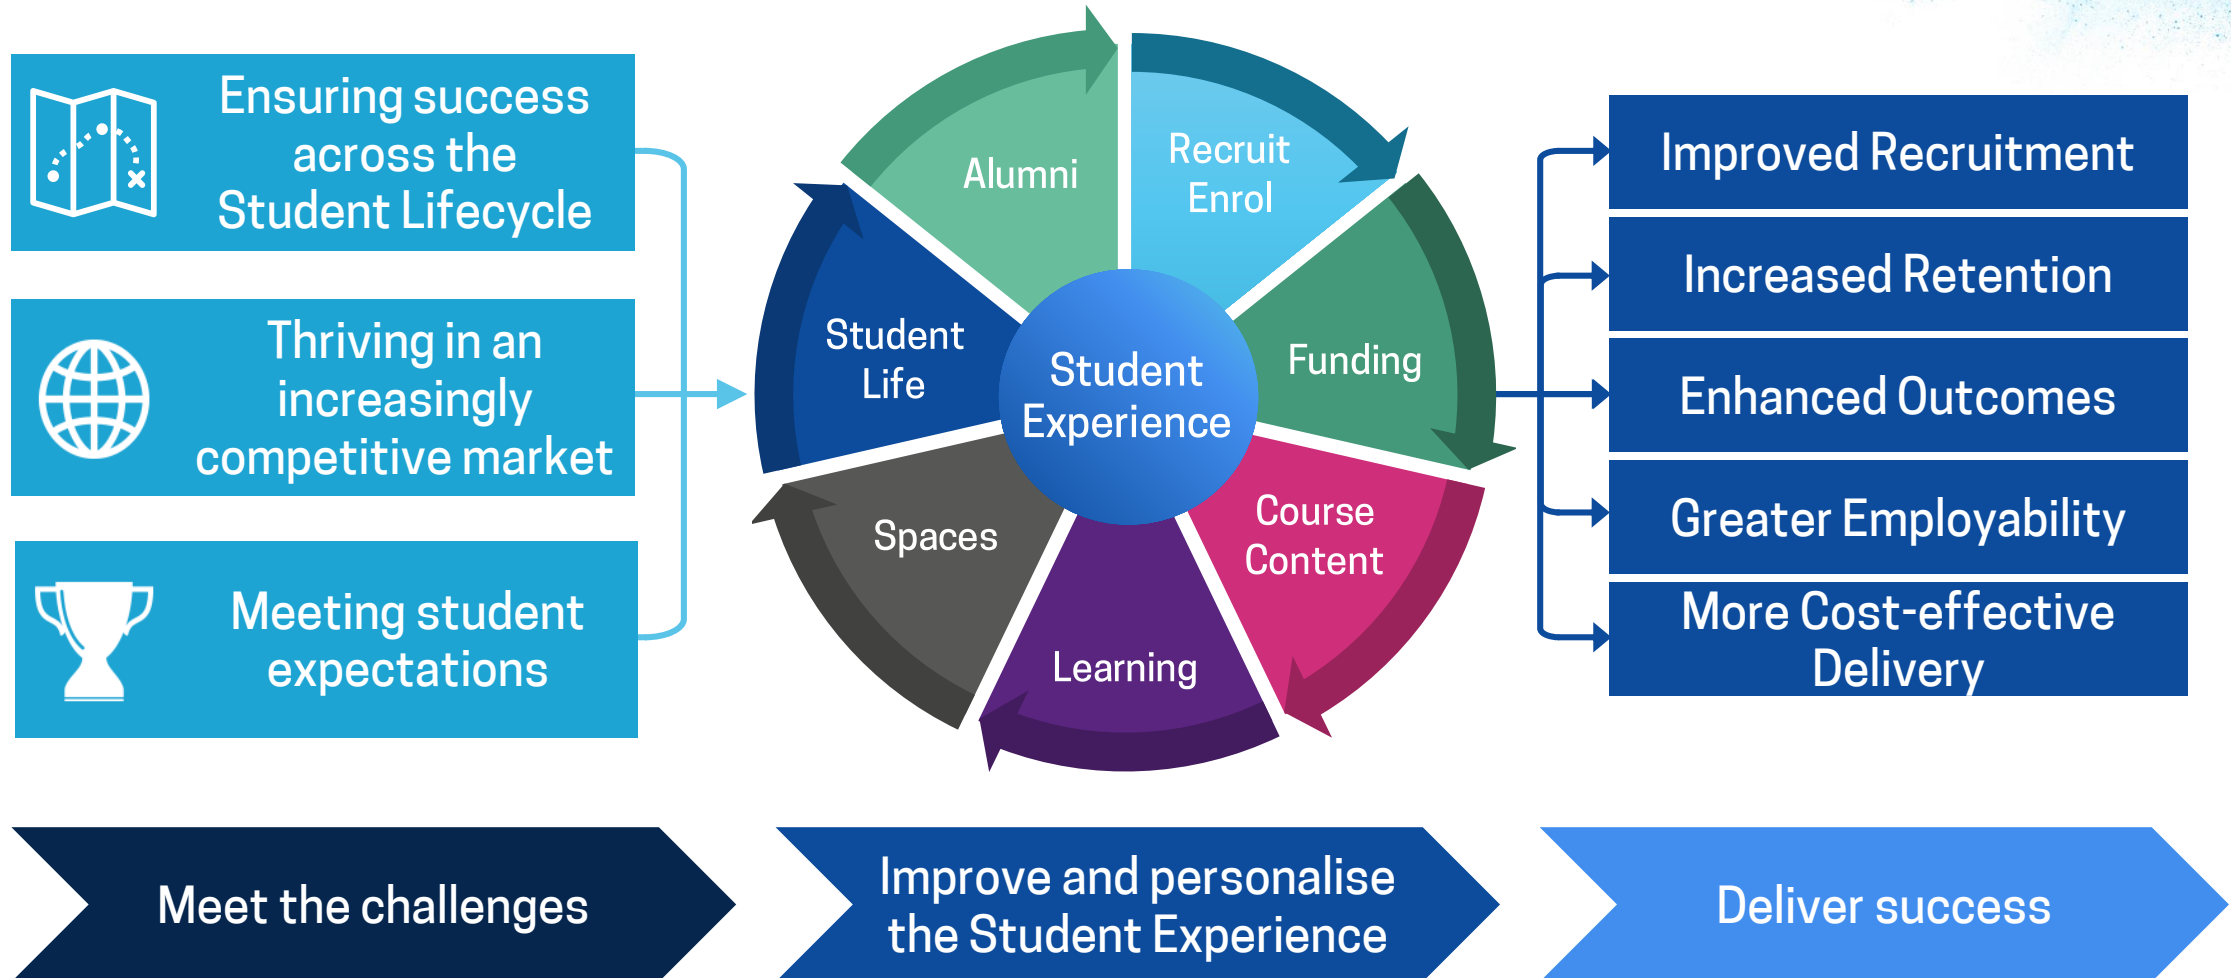 Ensuring success
across the
Student Lifecycle
Thriving in an
increasingly
competitive market
Meeting student
expectations
Alumni
Recruit
Enrol
Student
Life
Funding
Student
Experience
Spaces
Course
Content
Learning
Improved Recruitment
Increased Retention
Enhanced Outcomes
Greater Employability
More Cost-effective
Delivery
Meet the challenges
Improve and personalise
the Student Experience
Deliver success